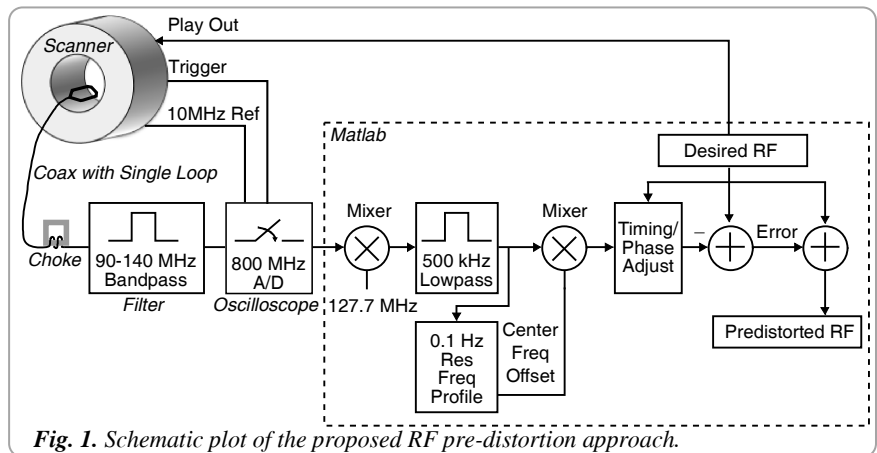 Play Out
Scanner
Trigger
10MHz Ref
Matlab
Desired RF
Coax with Single Loop
Mixer
Mixer
Timing/
Phase
Adjust
–
Error
Choke
90-140 MHz
Bandpass
Filter
800 MHz
A/D
Oscilloscope
127.7 MHz
500 kHz
Lowpass
0.1 Hz
Res
Freq
Profile
Center
Freq
Offset
Predistorted RF
Fig. 1. Schematic plot of the proposed RF pre-distortion approach.